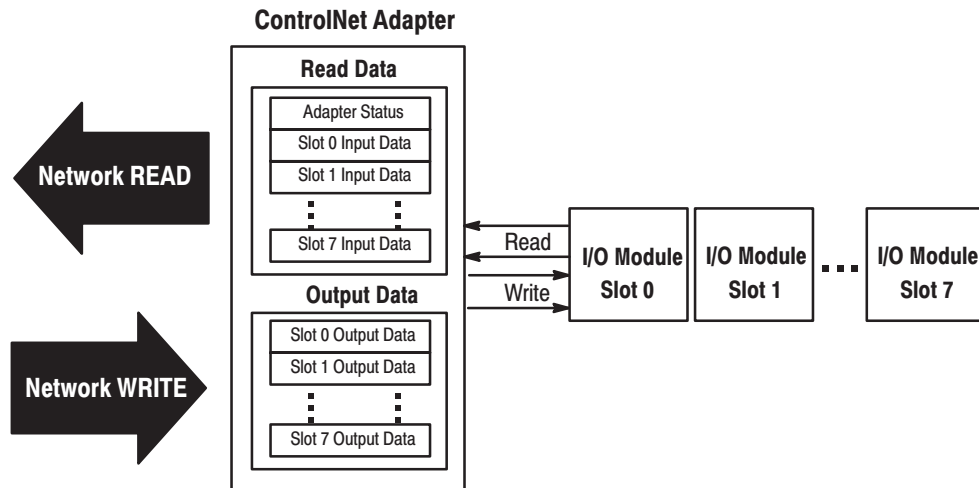 ControlNet Adapter
Read Data
Adapter Status
Slot 0 Input Data
Slot 1 Input Data
Slot 7 Input Data
Network READ
Read
Write
I/O Module
Slot 0
I/O Module
Slot 1
I/O Module
Slot 7
Output Data
Slot 0 Output Data
Slot 1 Output Data
Slot 7 Output Data
Network WRITE